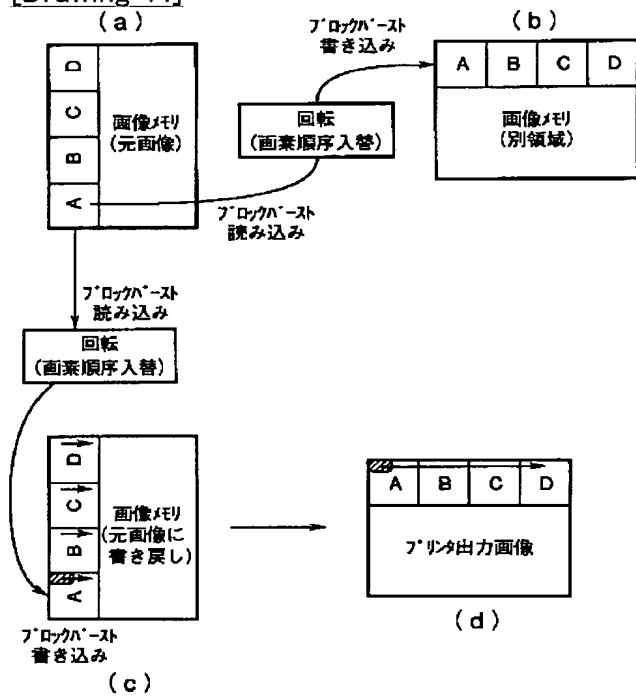 (a)
D
C
B
A
画像メモリ
(元画像)
ブロックバースト
書き込み
回転
(画素順序入替)
ブロックバースト
読み込み
(b)
A B C D
画像メモリ
(別領域)
ブロックバースト
読み込み
回転
(画素順序入替)
D
C
B
A
画像メモリ
(元画像に
書き戻し)
ブロックバースト
書き込み
(c)
A B C D
プリンタ出力画像
(d)